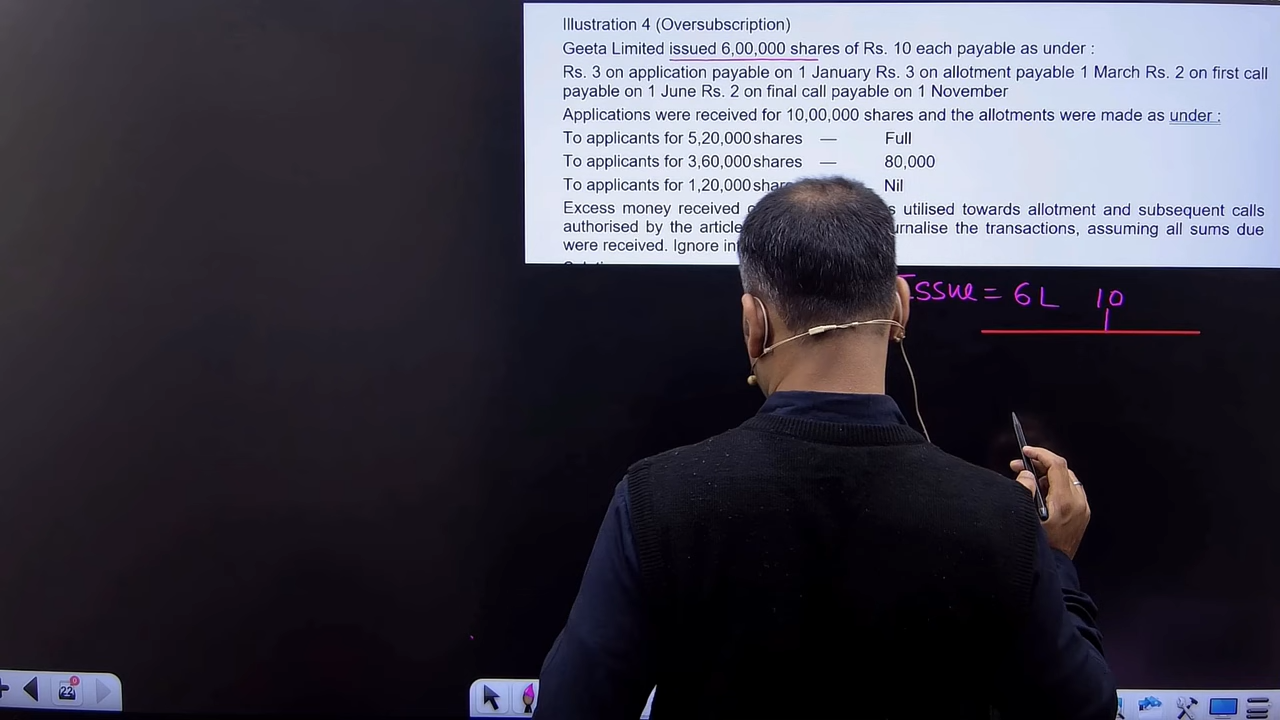 Illustration 4 (Oversubscription)
Geeta Limited issued 6,00,000 shares of Rs. 10 each payable as under :
Rs. 3 on application payable on 1 January Rs. 3 on allotment payable 1 March Rs. 2 on first call
payable on 1 June Rs. 2 on final call payable on 1 November
Applications were received for 10,00,000 shares and the allotments were made as under :
To applicants for 5,20,000 shares — Full
To applicants for 3,60,000 shares — 80,000
To applicants for 1,20,000 Nil
Excess money received utilised towards allotment and subsequent calls
authorised by the the transactions, assuming all sums due
were received. Ignore
Issue = 6 L 10
22